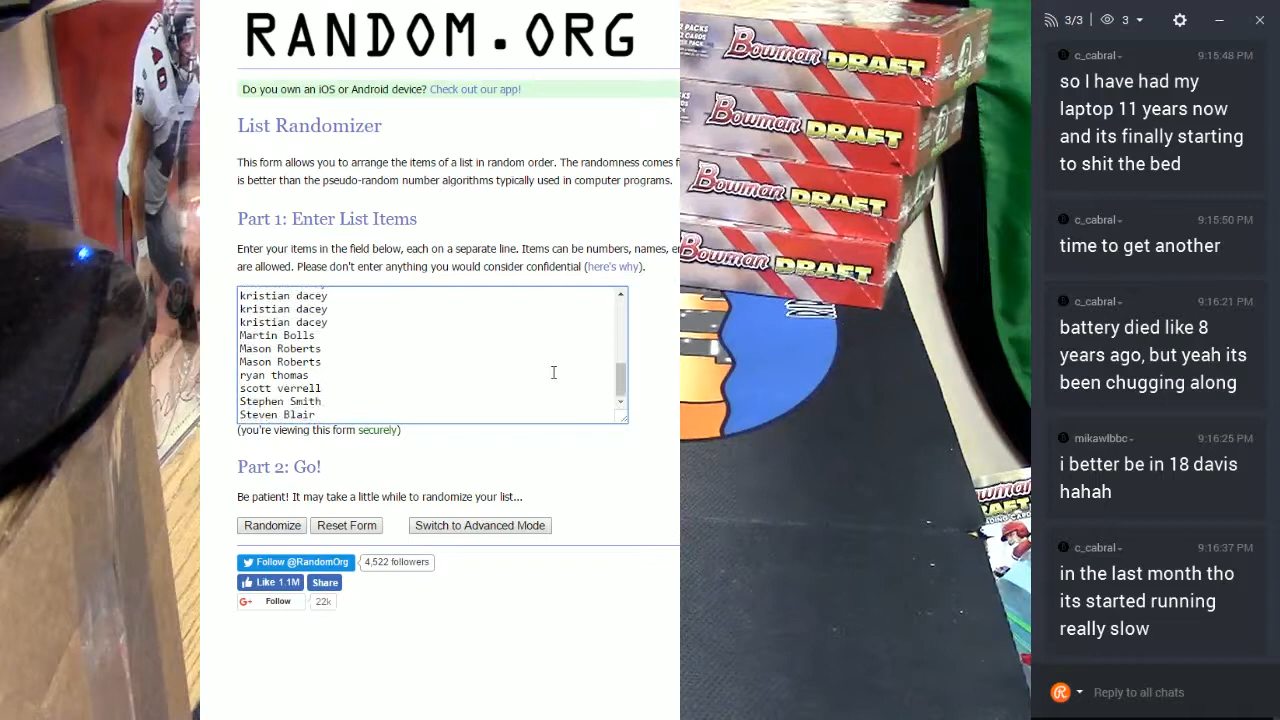 RANDOM.ORG
Do you own an iOS or Android device? Check out our app!
List Randomizer
This form allows you to arrange the items of a list in random order. The randomness comes
is better than the pseudo-random number algorithms typically used in computer programs.
Part 1: Enter List Items
Enter your items in the field below, each on a separate line. Items can be numbers, names,
are allowed. Please don't enter anything you would consider confidential (here's why).
kristian dacey
kristian dacey
kristian dacey
Martin Bolls
Mason Roberts
Mason Roberts
ryan thomas
scott verrell
Stephen Smith
Steven Blair
(you're viewing this form securely)
Part 2: Go!
Be patient! It may take a little while to randomize your list...
Randomize Reset Form Switch to Advanced Mode
Follow @RandomOrg 4,522 followers
Like 1.1M Share
G+ Follow 22k
Bowman DRAFT
Bowman DRAFT
Bowman DRAFT
Bowman DRAFT
3/3 3
c_cabral 9:15:48 PM
so I have had my
laptop 11 years now
and its finally starting
to shit the bed
c_cabral 9:15:50 PM
time to get another
c_cabral 9:16:21 PM
battery died like 8
years ago, but yeah its
been chugging along
mikawlbbc 9:16:25 PM
i better be in 18 davis
hahah
c_cabral 9:16:37 PM
in the last month tho
its started running
really slow
Reply to all chats